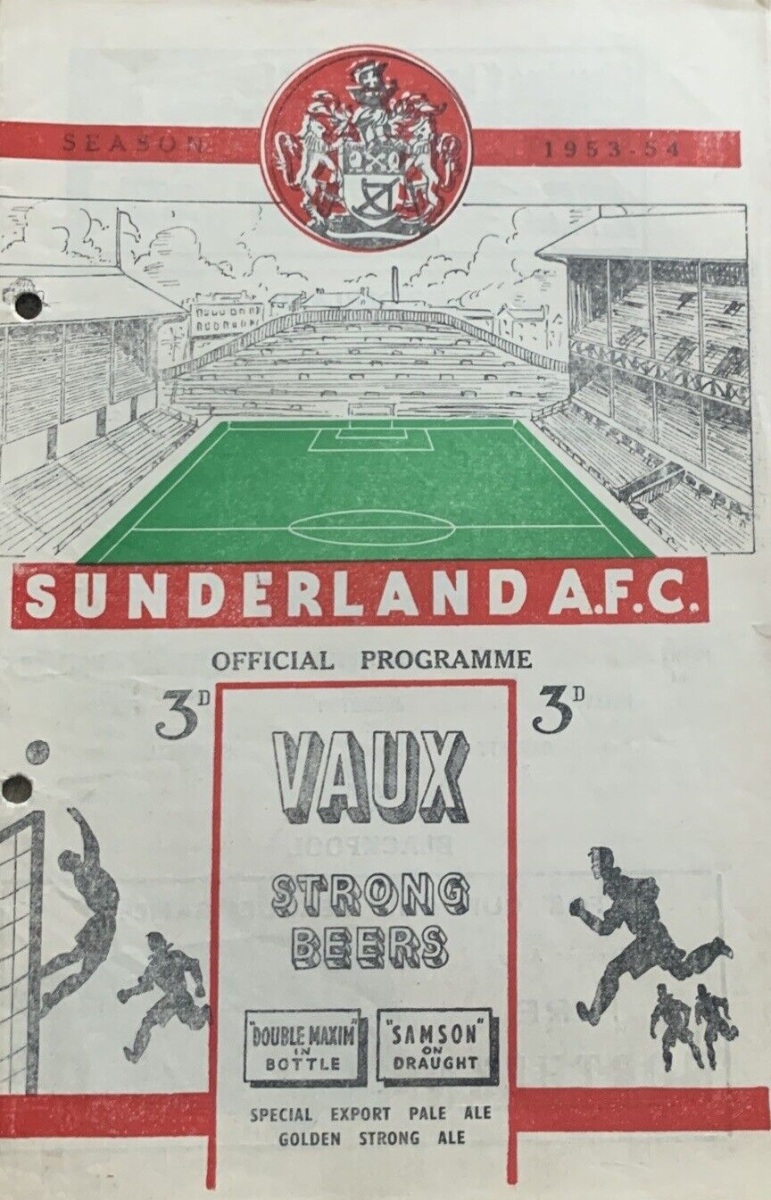 SEASON 1953-54
SUNDERLAND A.F.C.
OFFICIAL PROGRAMME
3D 3D
VAUX
STRONG
BEERS
"DOUBLE MAXIM"
IN
BOTTLE
"SAMSON"
ON
DRAUGHT
SPECIAL EXPORT PALE ALE
GOLDEN STRONG ALE
BLACKPOOL